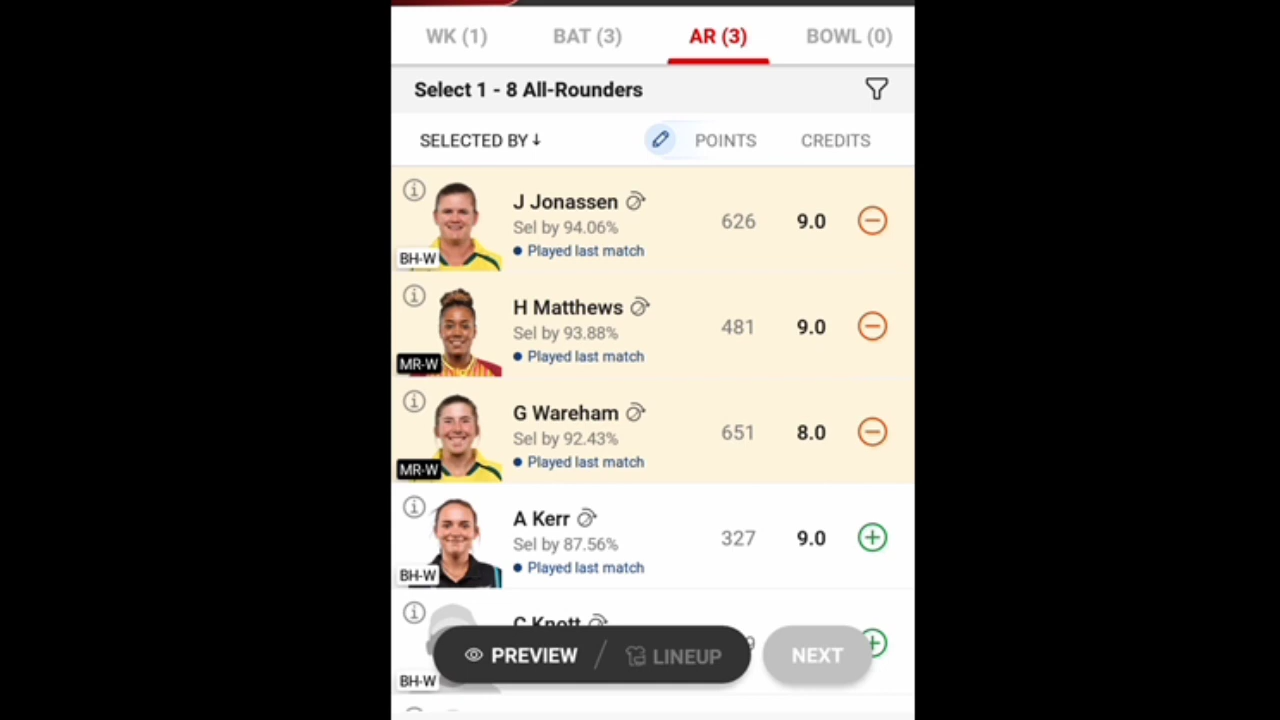 WK (1) BAT (3) AR (3) BOWL (0)
Select 1 - 8 All-Rounders
SELECTED BY↓ POINTS CREDITS
J Jonassen
Sel by 94.06% 626 9.0
Played last match
BH-W
H Matthews
Sel by 93.88% 481 9.0
Played last match
MR-W
G Wareham
Sel by 92.43% 651 8.0
Played last match
MR-W
A Kerr
Sel by 87.56% 327 9.0
Played last match
BH-W
C Knott
PREVIEW / LINEUP NEXT
BH-W